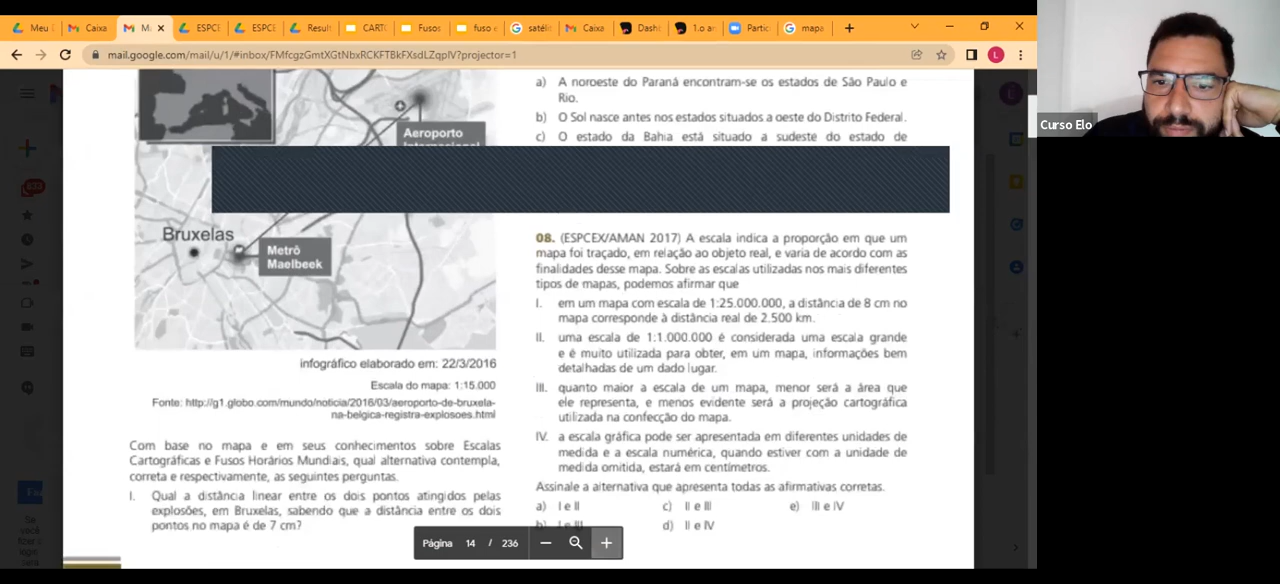 Meu
Caixa
M
ESPCE
ESPCE
Result
CARTO
Fusos
fuso e
satéli
Caixa
Dashi
1.o ar
Partic
mapa
mail.google.com/mail/u/1/#inbox/FMfcgzGmtXGtNbxRCKFTBkFXsdLZqpIV?projector=1
L
Aeroporto
Bruxelas
Metrô
Maelbeek
infográfico elaborado em: 22/3/2016
Escala do mapa: 1:15.000
Fonte: http://g1.globo.com/mundo/noticia/2016/03/aeroporto-de-bruxela-
na-belgica-registra-explosoes.html
Com base no mapa e em seus conhecimentos sobre Escalas
Cartográficas e Fusos Horários Mundiais, qual alternativa contempla,
correta e respectivamente, as seguintes perguntas.
I. Qual a distância linear entre os dois pontos atingidos pelas
explosões, em Bruxelas, sabendo que a distância entre os dois
pontos no mapa é de 7 cm?
a) A noroeste do Paraná encontram-se os estados de São Paulo e
Rio.
b) O Sol nasce antes nos estados situados a oeste do Distrito Federal.
c) O estado da Bahia está situado a sudeste do estado de
08. (ESPCEX/AMAN 2017) A escala indica a proporção em que um
mapa foi traçado, em relação ao objeto real, e varia de acordo com as
finalidades desse mapa. Sobre as escalas utilizadas nos mais diferentes
tipos de mapas, podemos afirmar que
I. em um mapa com escala de 1:25.000.000, a distância de 8 cm no
mapa corresponde à distância real de 2.500 km.
II. uma escala de 1:1.000.000 é considerada uma escala grande
e é muito utilizada para obter, em um mapa, informações bem
detalhadas de um dado lugar.
III. quanto maior a escala de um mapa, menor será a área que
ele representa, e menos evidente será a projeção cartográfica
utilizada na confecção do mapa.
IV. a escala gráfica pode ser apresentada em diferentes unidades de
medida e a escala numérica, quando estiver com a unidade de
medida omitida, estará em centímetros.
Assinale a alternativa que apresenta todas as afirmativas corretas.
a) I e II c) II e III e) III e IV
b) I e III d) II e IV
Página 14 / 236
Curso Elo